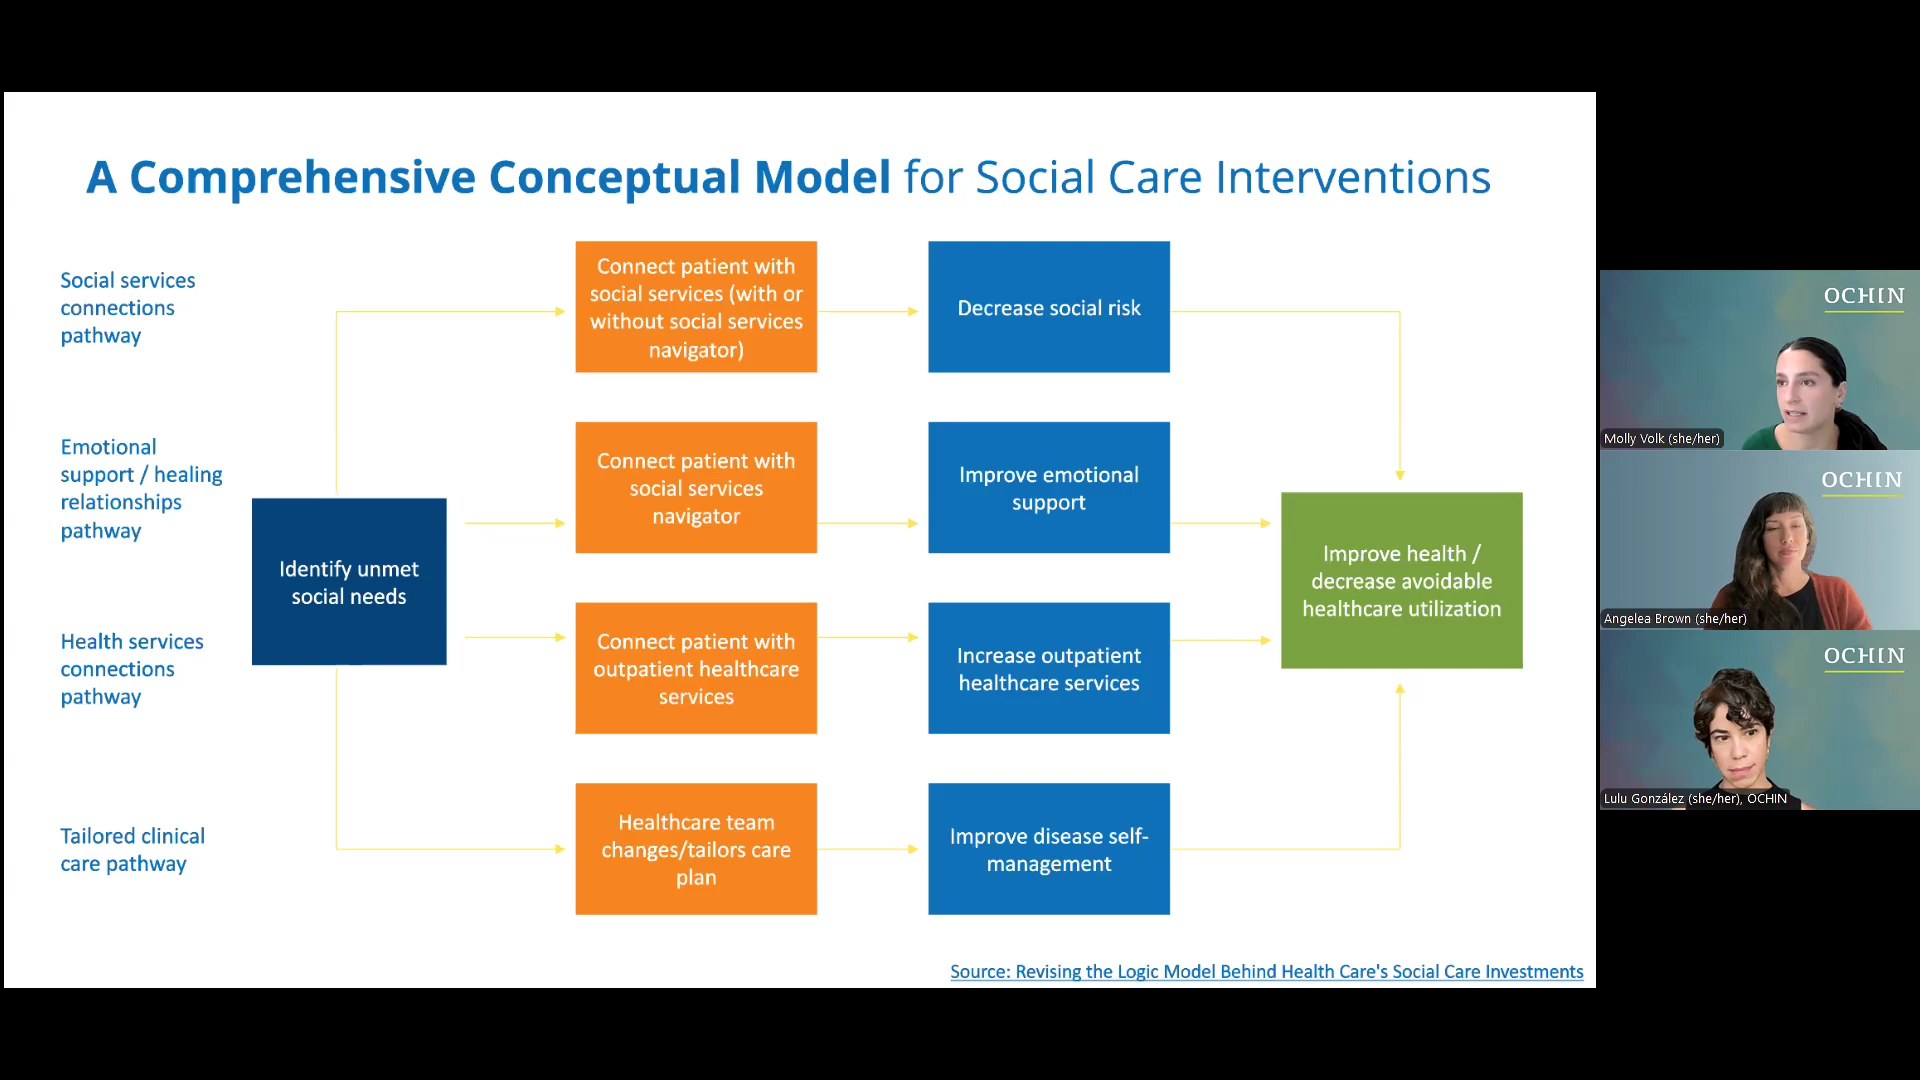 A Comprehensive Conceptual Model for Social Care Interventions
Social services
connections
pathway
Emotional
support / healing
relationships
pathway
Health services
connections
pathway
Tailored clinical
care pathway
Identify unmet
social needs
Connect patient with
social services (with or
without social services
navigator)
Connect patient with
social services
navigator
Connect patient with
outpatient healthcare
services
Healthcare team
changes/tailors care
plan
Decrease social risk
Improve emotional
support
Increase outpatient
healthcare services
Improve disease self-
management
Improve health /
decrease avoidable
healthcare utilization
Source: Revising the Logic Model Behind Health Care's Social Care Investments
OCHIN
Molly Volk (she/her)
OCHIN
Angelea Brown (she/her)
OCHIN
Lulu González (she/her), OCHIN